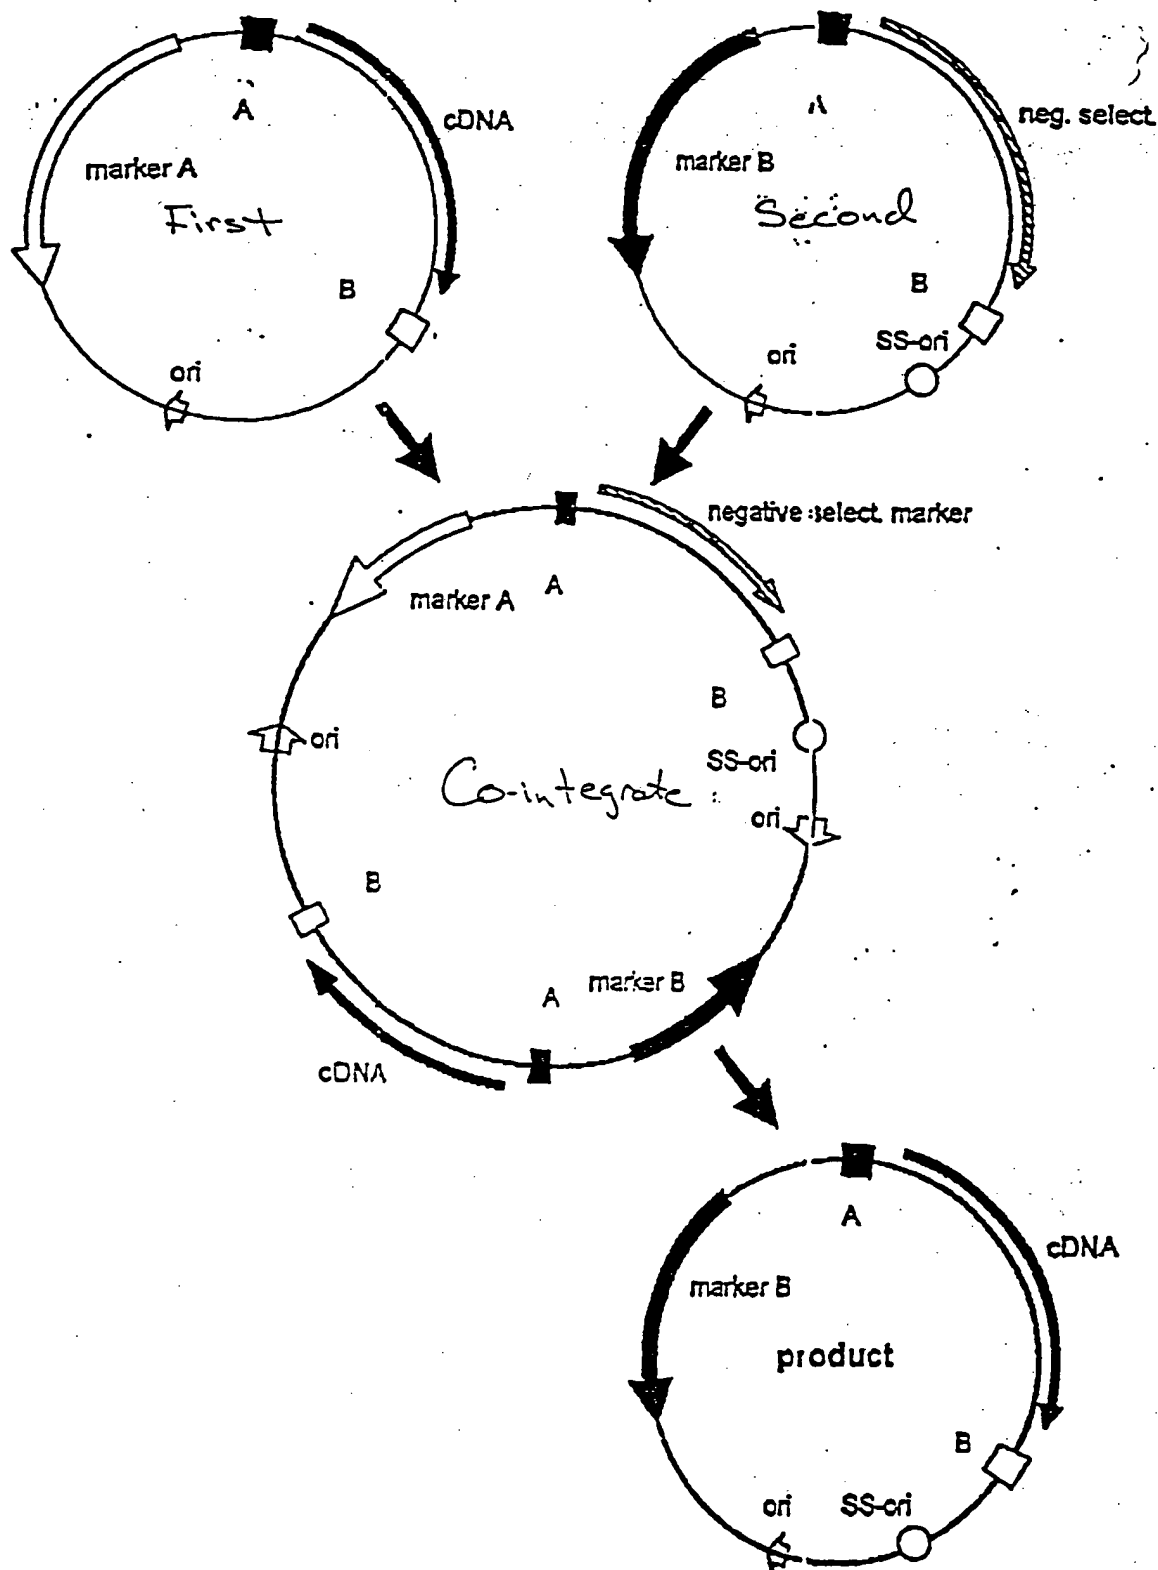 A
cDNA
marker A
First
B
ori
A
neg. select.
marker B
Second
B
SS-ori
ori
negative select. marker
A
marker A
B
ori
SS-ori
Co-integrate
ori
B
A
marker B
cDNA
A
cDNA
marker B
product
B
ori
SS-ori